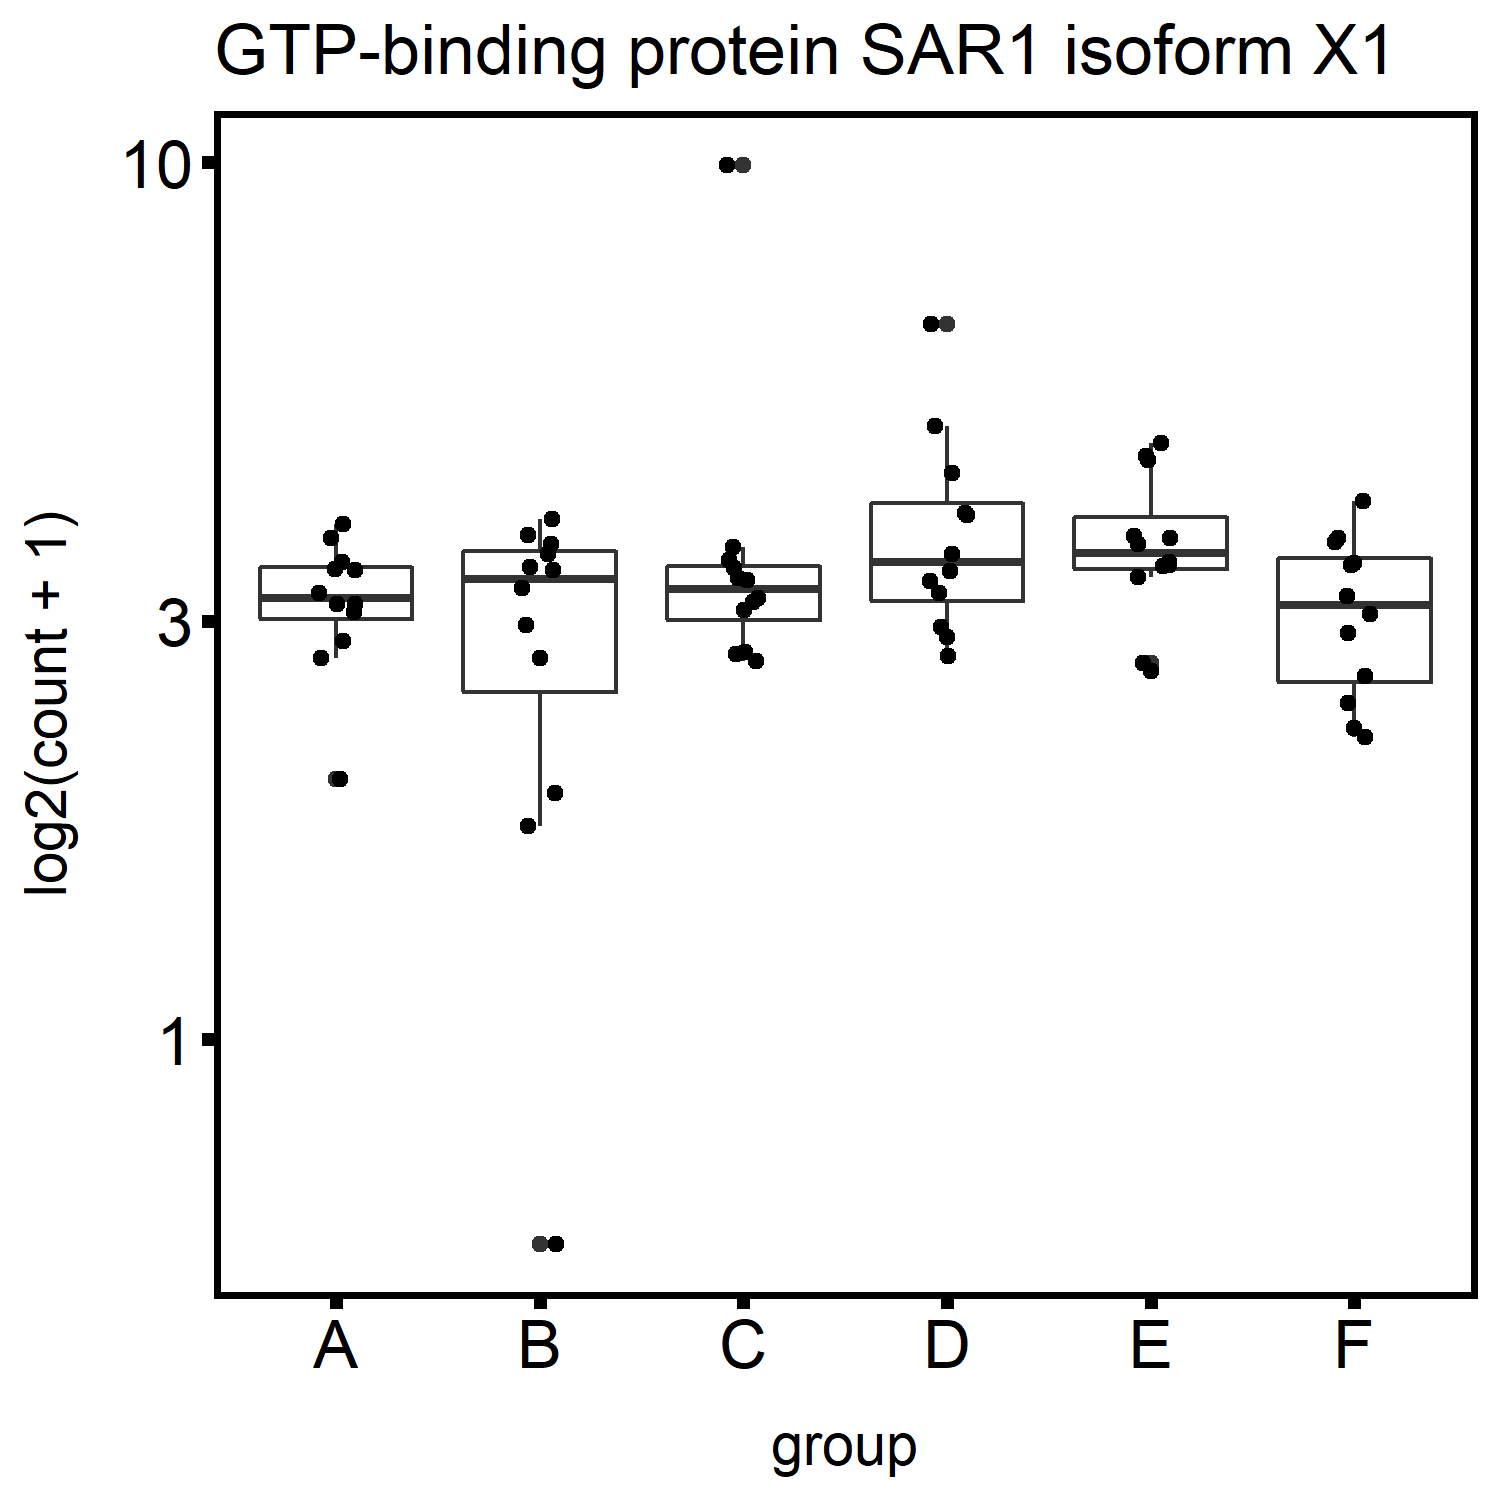 GTP-binding protein SAR1 isoform X1
10
3
1
log2(count + 1)
A B C D E F
group